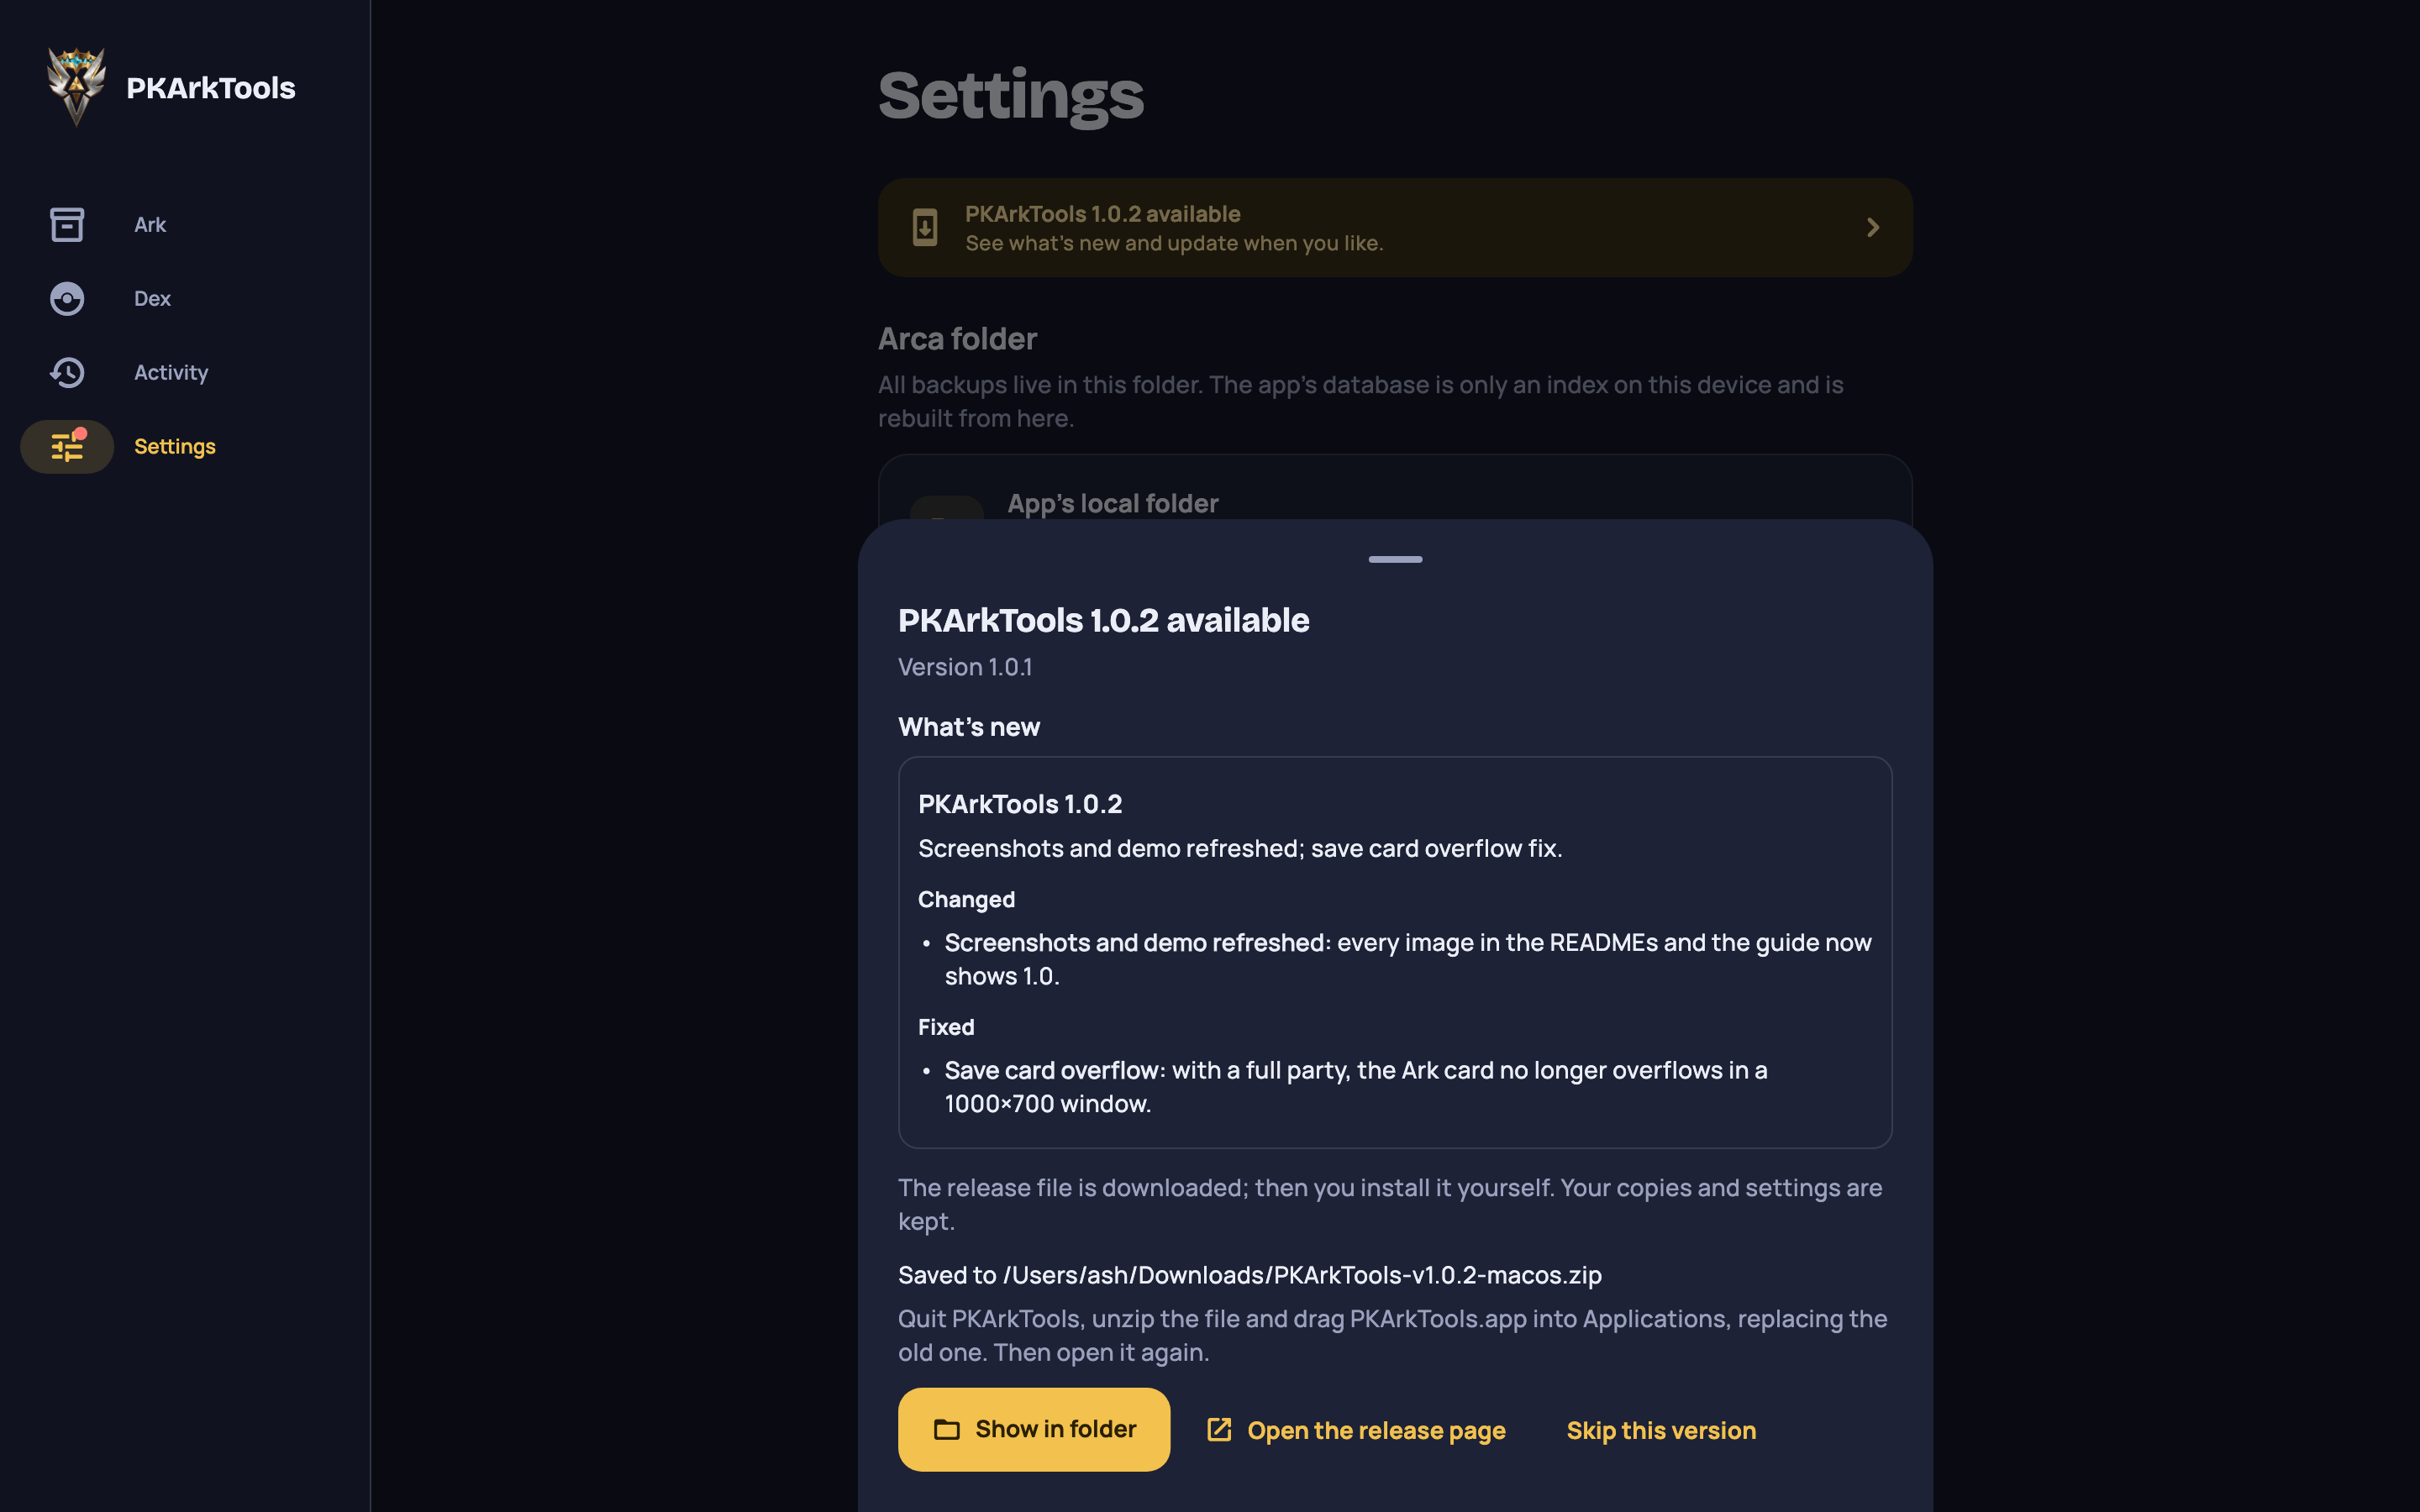 PKArkTools
Ark
Dex
Activity
Settings
Settings
PKArkTools 1.0.2 available
See what's new and update when you like.
Arca folder
All backups live in this folder. The app's database is only an index on this device and is
rebuilt from here.
App's local folder
PKArkTools 1.0.2 available
Version 1.0.1
What's new
PKArkTools 1.0.2
Screenshots and demo refreshed; save card overflow fix.
Changed
• Screenshots and demo refreshed: every image in the READMEs and the guide now
shows 1.0.
Fixed
• Save card overflow: with a full party, the Ark card no longer overflows in a
1000×700 window.
The release file is downloaded; then you install it yourself. Your copies and settings are
kept.
Saved to /Users/ash/Downloads/PKArkTools-v1.0.2-macos.zip
Quit PKArkTools, unzip the file and drag PKArkTools.app into Applications, replacing the
old one. Then open it again.
Show in folder
Open the release page
Skip this version